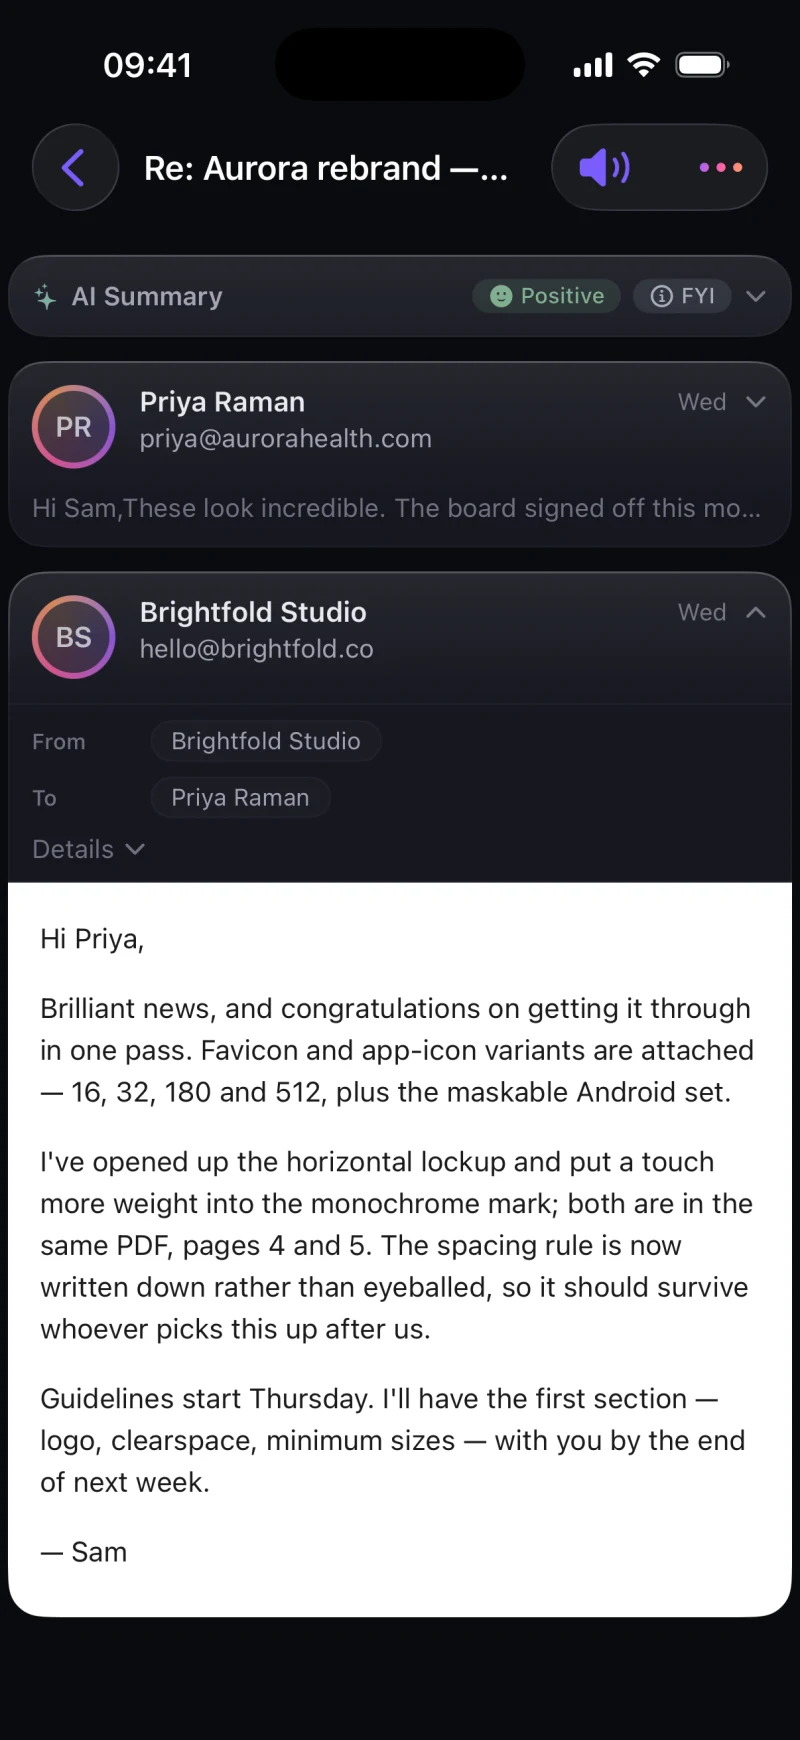 09:41
Re: Aurora rebrand —...
AI Summary
Positive
FYI
PR
Priya Raman
Wed
priya@aurorahealth.com
Hi Sam,These look incredible. The board signed off this mo...
BS
Brightfold Studio
Wed
hello@brightfold.co
From
Brightfold Studio
To
Priya Raman
Details
Hi Priya,
Brilliant news, and congratulations on getting it through
in one pass. Favicon and app-icon variants are attached
— 16, 32, 180 and 512, plus the maskable Android set.
I've opened up the horizontal lockup and put a touch
more weight into the monochrome mark; both are in the
same PDF, pages 4 and 5. The spacing rule is now
written down rather than eyeballed, so it should survive
whoever picks this up after us.
Guidelines start Thursday. I'll have the first section —
logo, clearspace, minimum sizes — with you by the end
of next week.
— Sam